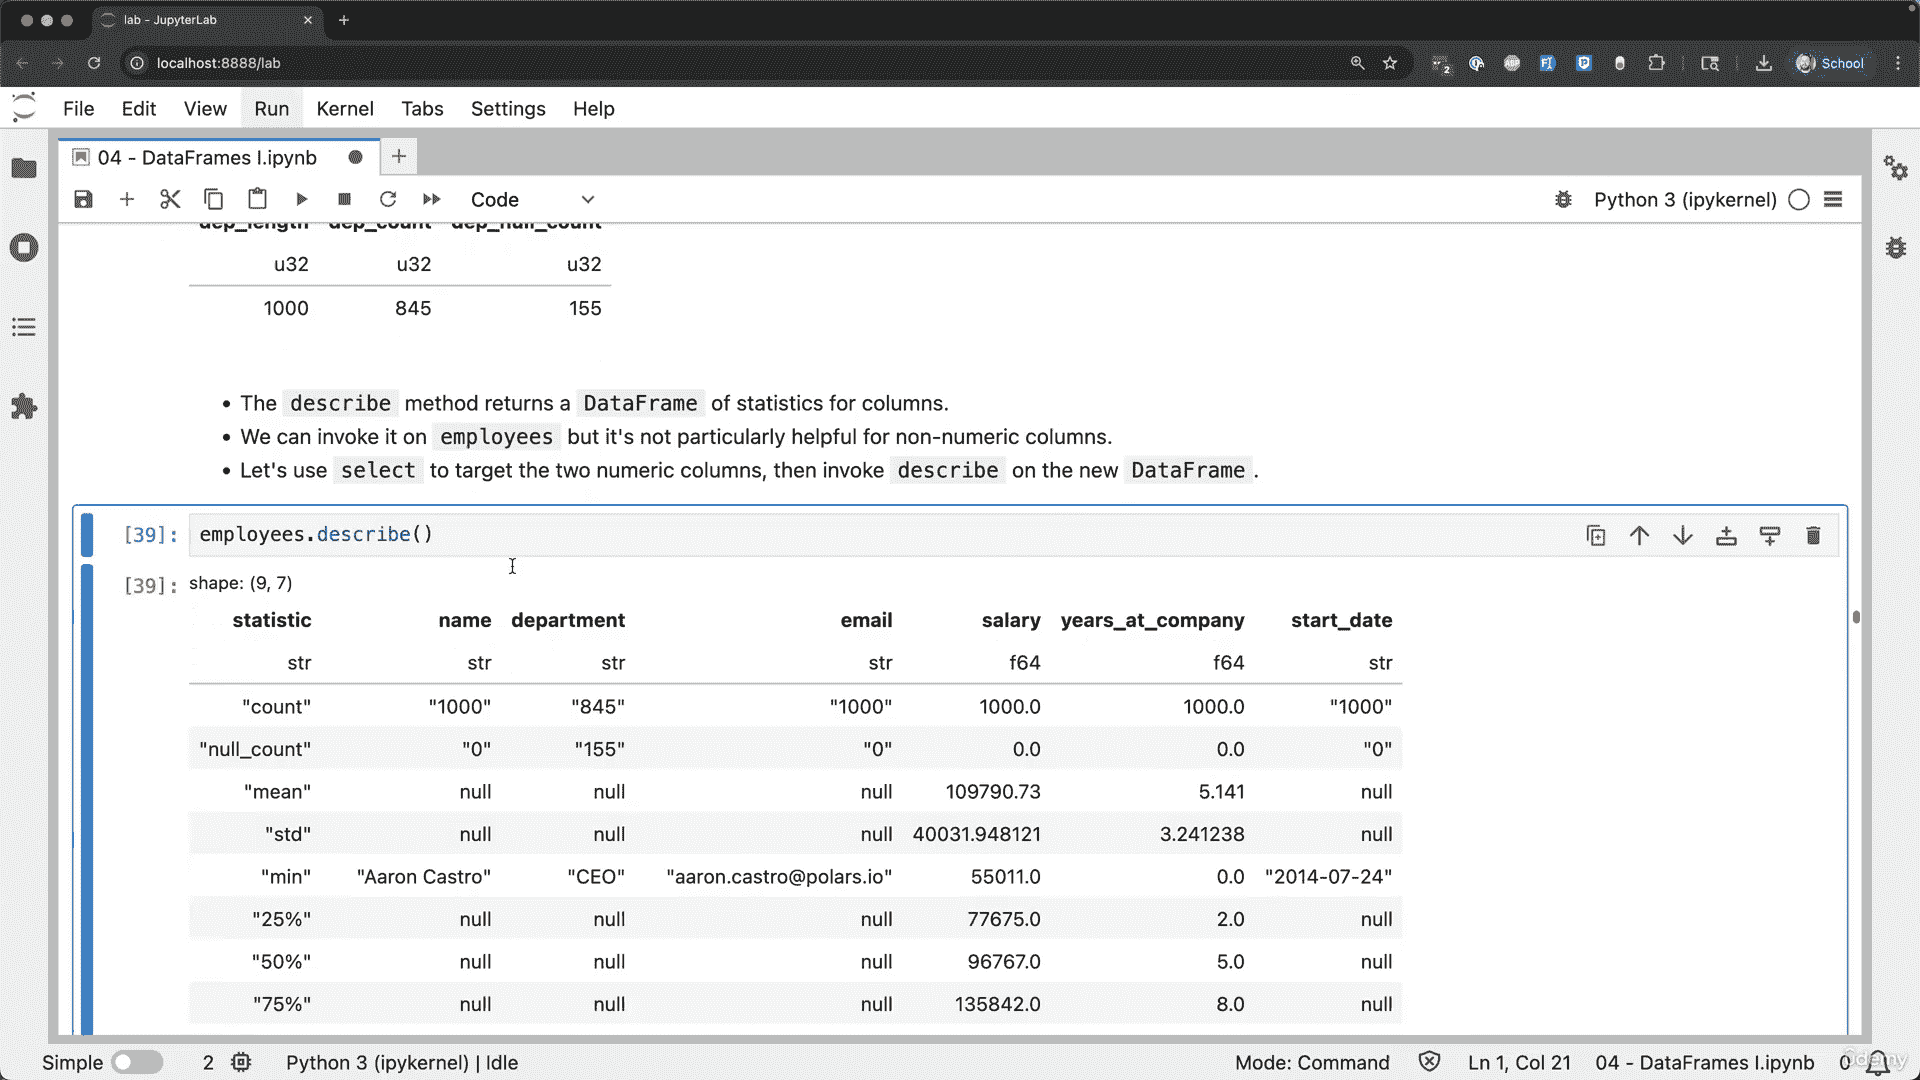 lab - JupyterLab
localhost:8888/lab
2
ABP
School
File Edit View Run Kernel Tabs Settings Help
04 - DataFrames I.ipynb
Code
Python 3 (ipykernel)
dep_length dep_count dep_null_count
u32 u32 u32
1000 845 155
• The describe method returns a DataFrame of statistics for columns.
• We can invoke it on employees but it's not particularly helpful for non-numeric columns.
• Let's use select to target the two numeric columns, then invoke describe on the new DataFrame.
[39]: employees.describe()
[39]: shape: (9, 7)
statistic name department email salary years_at_company start_date
str str str str f64 f64 str
"count" "1000" "845" "1000" 1000.0 1000.0 "1000"
"null_count" "0" "155" "0" 0.0 0.0 "0"
"mean" null null null 109790.73 5.141 null
"std" null null null 40031.948121 3.241238 null
"min" "Aaron Castro" "CEO" "aaron.castro@polars.io" 55011.0 0.0 "2014-07-24"
"25%" null null null 77675.0 2.0 null
"50%" null null null 96767.0 5.0 null
"75%" null null null 135842.0 8.0 null
Simple 2 Python 3 (ipykernel) | Idle Mode: Command Ln 1, Col 21 04 - DataFrames I.ipynb 0
udemy